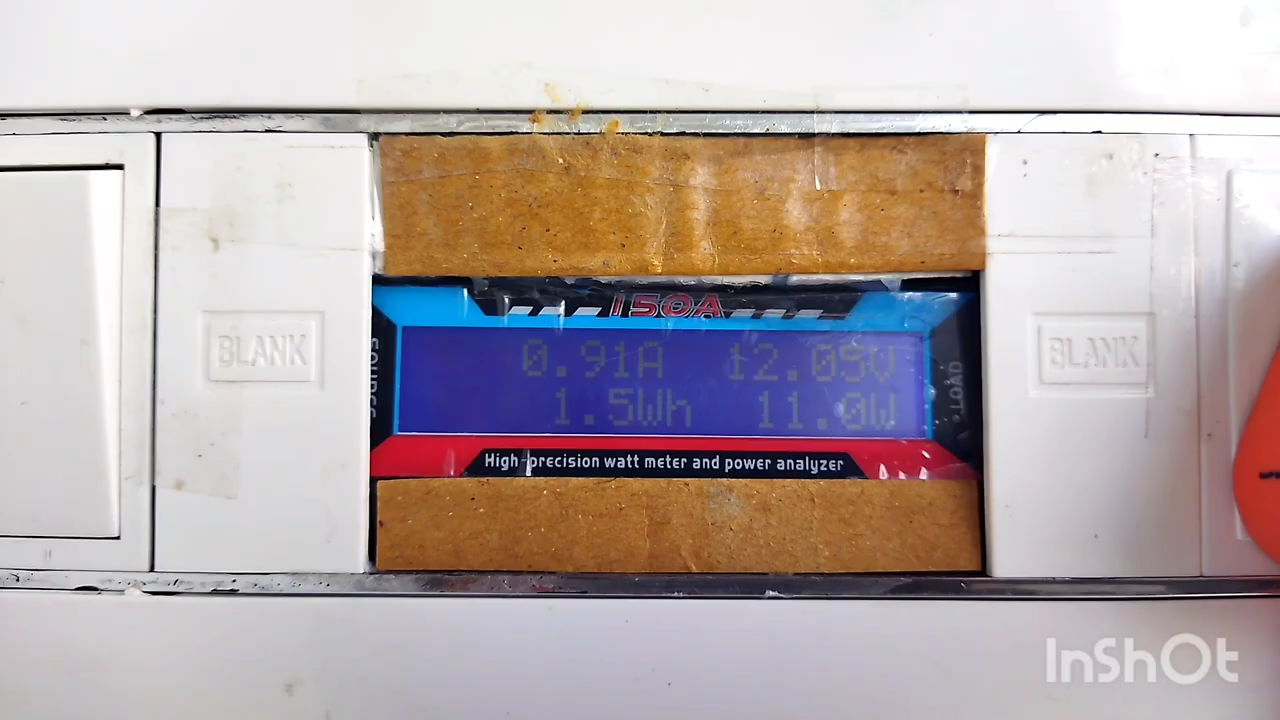 150A
BLANK
SOURCE
0.91A 12.05V
1.5Wh 11.0W
LOAD
BLANK
High-precision watt meter and power analyzer
InShOt